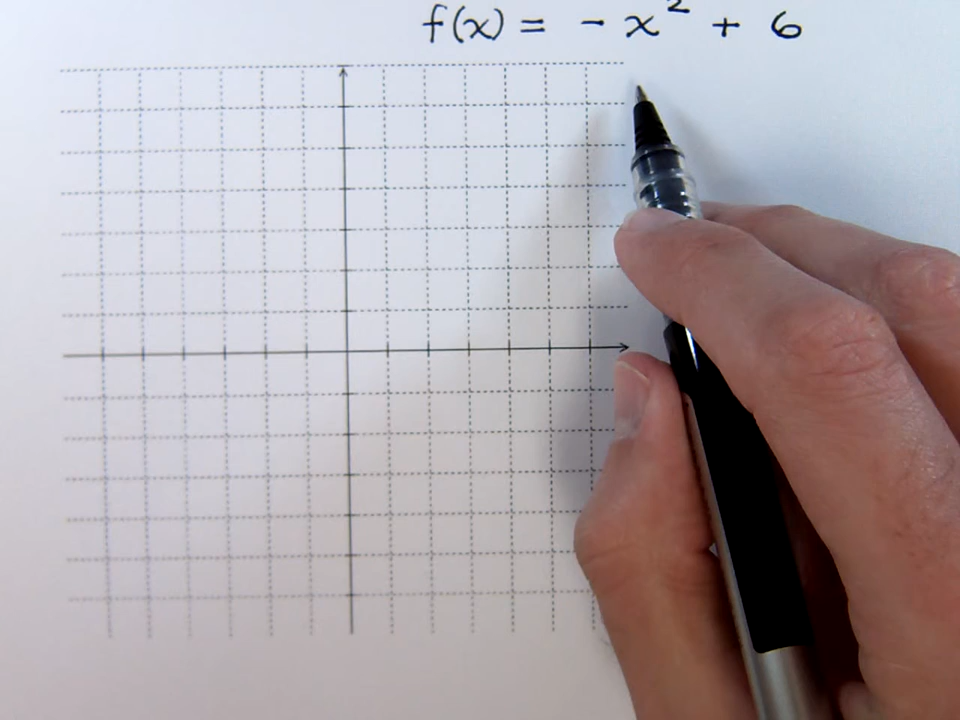 f(x) = - x² + 6